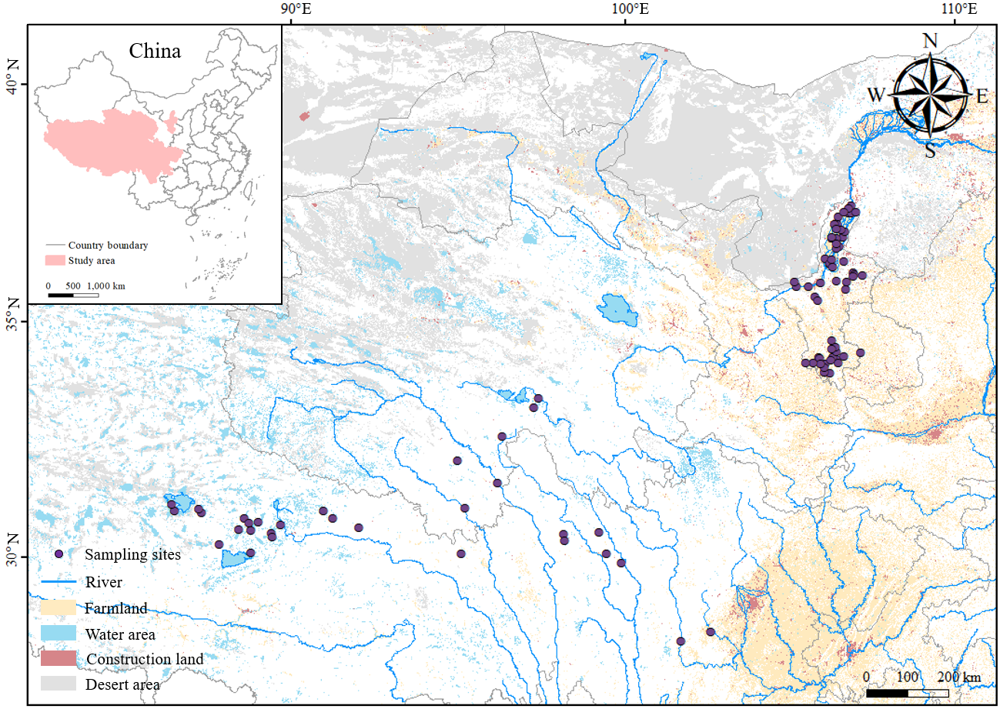 90°E
100°E
110°E
40° N
35°N
30°N
China
Country boundary
Study area
0 500 1,000 km
N
W
E
S
Sampling sites
River
Farmland
Water area
Construction land
Desert area
0 100 200 km